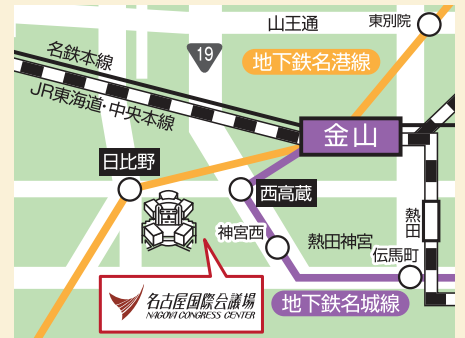 山王通
東別院
19
名鉄本線
地下鉄名港線
JR東海道・中央本線
金山
日比野
西高蔵
熱田
神宮西
熱田神宮
伝馬町
名古屋国際会議場
NAGOYA CONGRESS CENTER
地下鉄名城線